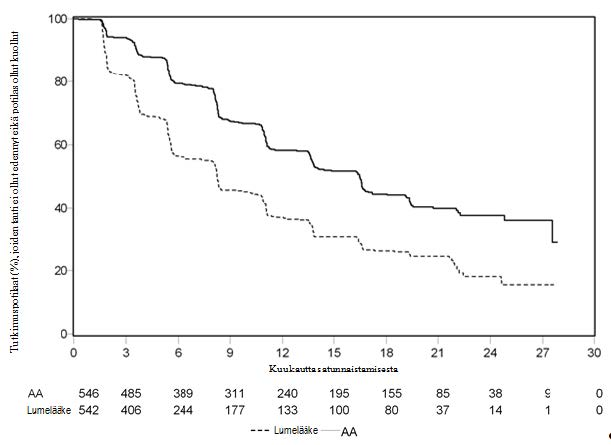 Tutkimuspotilaat (%), joiden tauti ei ollut edennyt eikä potilas ollut kuollut
100
80
60
40
20
0
0 3 6 9 12 15 18 21 24 27 30
Kuukautta satunnaistamisesta
AA 546 485 389 311 240 195 155 85 38 9 0
Lumelääke 542 406 244 177 133 100 80 37 14 1 0
Lumelääke AA